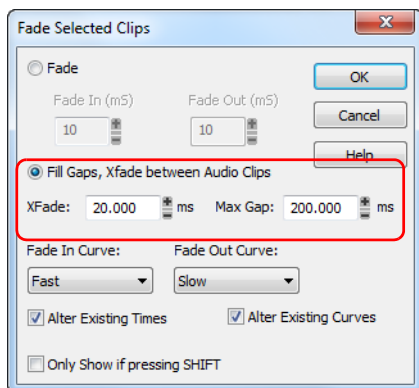 Fade Selected Clips
Fade
OK
Fade In (mS) Fade Out (mS)
Cancel
10 10
Help
Fill Gaps, Xfade between Audio Clips
XFade: 20.000 ms Max Gap: 200.000 ms
Fade In Curve: Fade Out Curve:
Fast Slow
Alter Existing Times Alter Existing Curves
Only Show if pressing SHIFT